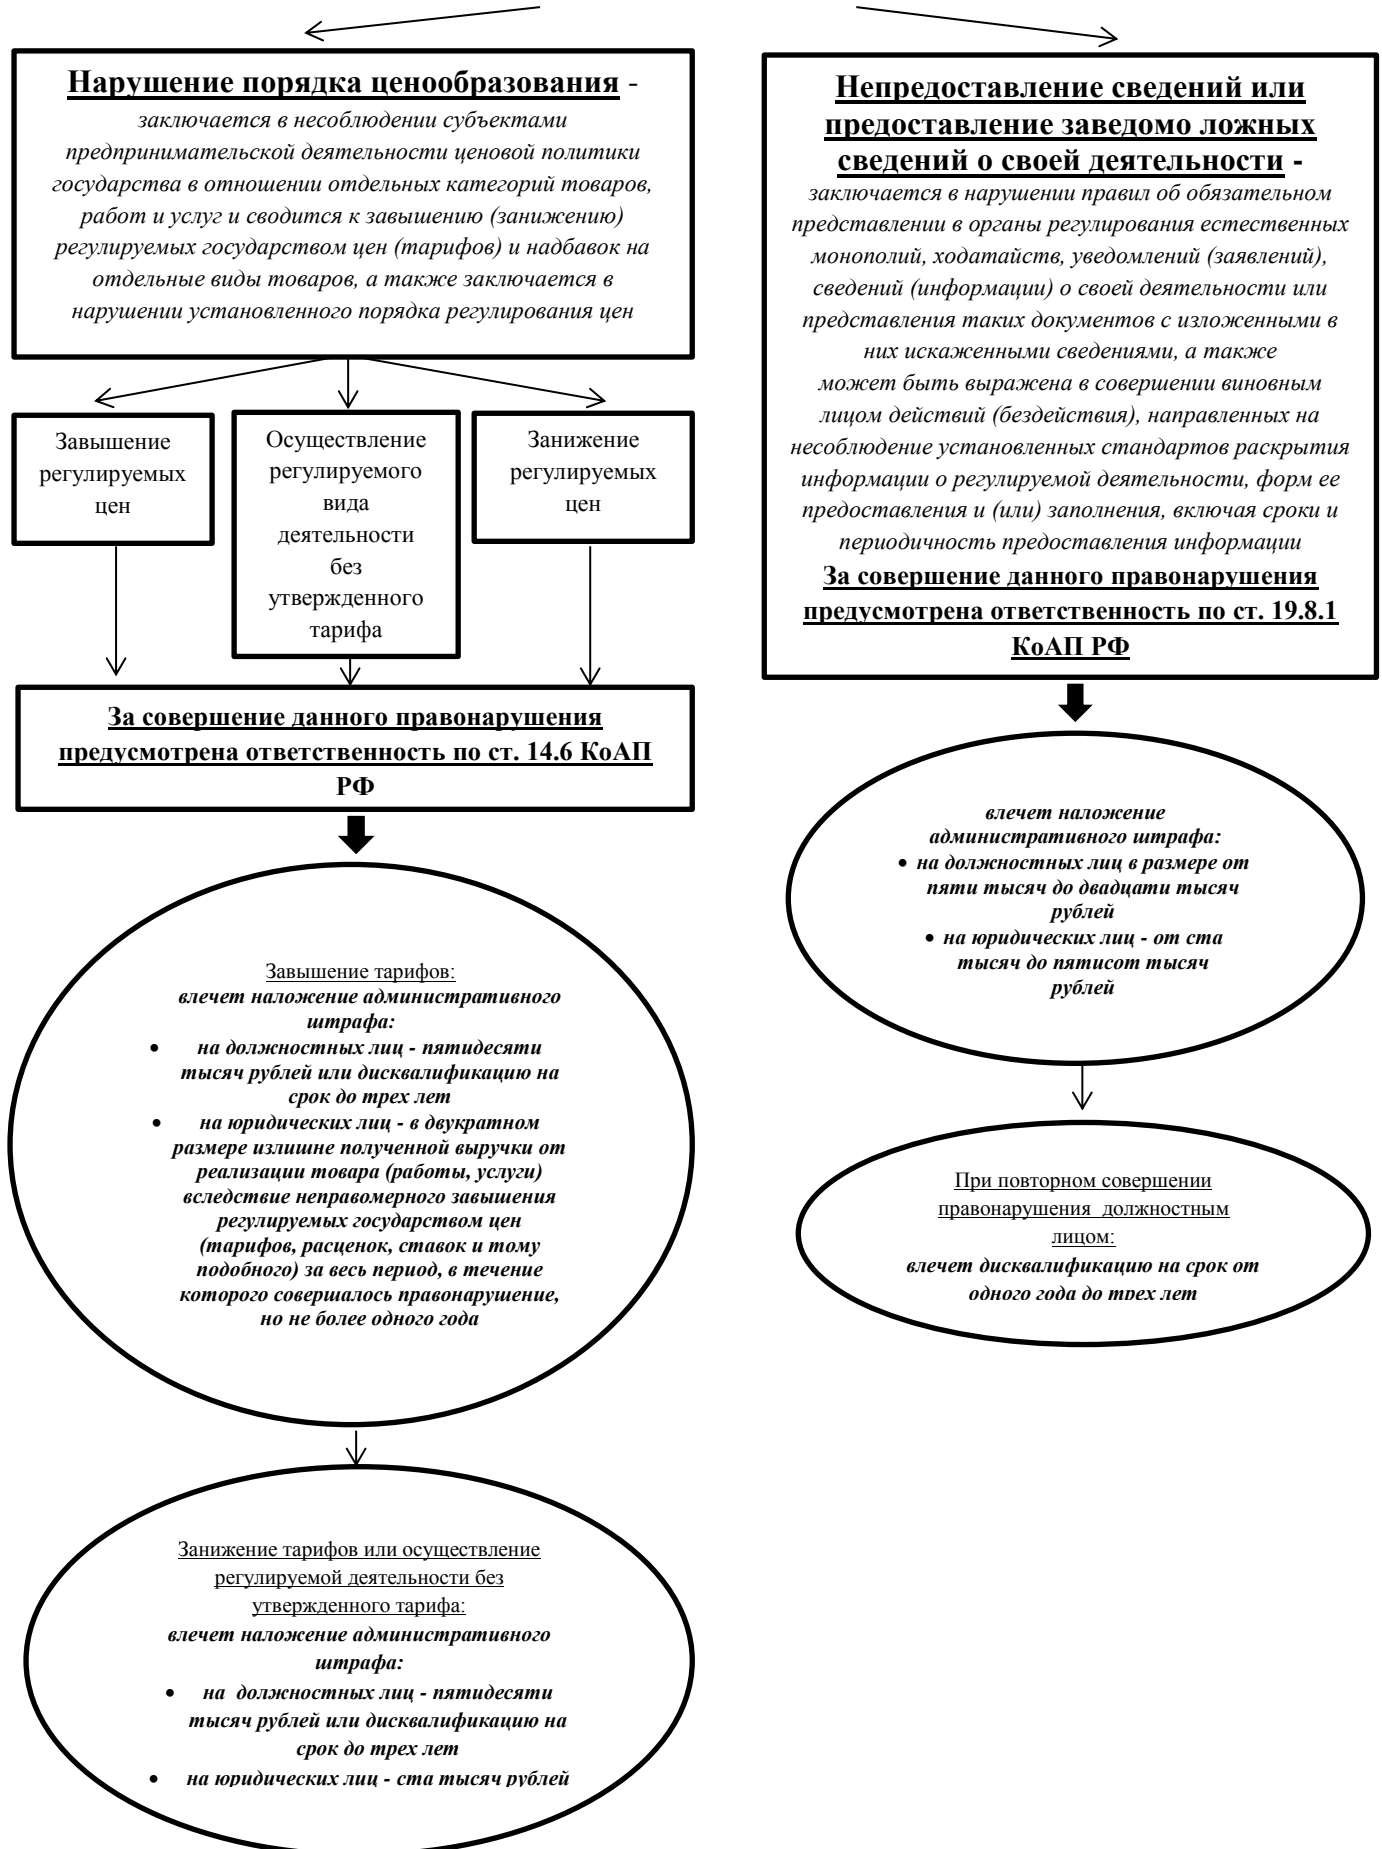 Нарушение порядка ценообразования -
заключается в несоблюдении субъектами
предпринимательской деятельности ценовой политики
государства в отношении отдельных категорий товаров,
работ и услуг и сводится к завышению (занижению)
регулируемых государством цен (тарифов) и надбавок на
отдельные виды товаров, а также заключается в
нарушении установленного порядка регулирования цен
Завышение
регулируемых
цен
Осуществление
регулируемого
вида
деятельности
без
утвержденного
тарифа
Занижение
регулируемых
цен
За совершение данного правонарушения
предусмотрена ответственность по ст. 14.6 КоАП
РФ
Завышение тарифов:
влечет наложение административного
штрафа:
• на должностных лиц - пятидесяти
тысяч рублей или дисквалификацию на
срок до трех лет
• на юридических лиц - в двукратном
размере излишне полученной выручки от
реализации товара (работы, услуги)
вследствие неправомерного завышения
регулируемых государством цен
(тарифов, расценок, ставок и тому
подобного) за весь период, в течение
которого совершалось правонарушение,
но не более одного года
Занижение тарифов или осуществление
регулируемой деятельности без
утвержденного тарифа:
влечет наложение административного
штрафа:
• на должностных лиц - пятидесяти
тысяч рублей или дисквалификацию на
срок до трех лет
• на юридических лиц - ста тысяч рублей
Непредоставление сведений или
предоставление заведомо ложных
сведений о своей деятельности -
заключается в нарушении правил об обязательном
представлении в органы регулирования естественных
монополий, ходатайств, уведомлений (заявлений),
сведений (информации) о своей деятельности или
представления таких документов с изложенными в
них искаженными сведениями, а также
может быть выражена в совершении виновным
лицом действий (бездействия), направленных на
несоблюдение установленных стандартов раскрытия
информации о регулируемой деятельности, форм ее
предоставления и (или) заполнения, включая сроки и
периодичность предоставления информации
За совершение данного правонарушения
предусмотрена ответственность по ст. 19.8.1
КоАП РФ
влечет наложение
административного штрафа:
• на должностных лиц в размере от
пяти тысяч до двадцати тысяч
рублей
• на юридических лиц - от ста
тысяч до пятисот тысяч
рублей
При повторном совершении
правонарушения должностным
лицом:
влечет дисквалификацию на срок от
одного года до трех лет